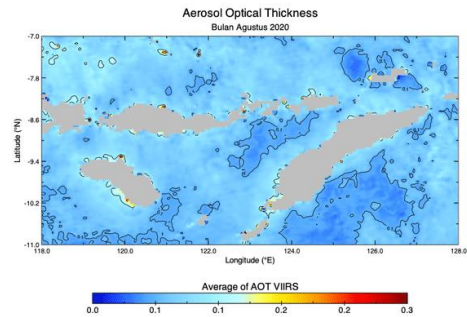 Aerosol Optical Thickness
Bulan Agustus 2020
-7.0
-7.8
-8.6
-9.4
-10.2
-11.0
Latitude (°N)
118.0 120.0 122.0 124.0 126.0 128.0
Longitude (°E)
Average of AOT VIIRS
0.0 0.1 0.1 0.2 0.2 0.3